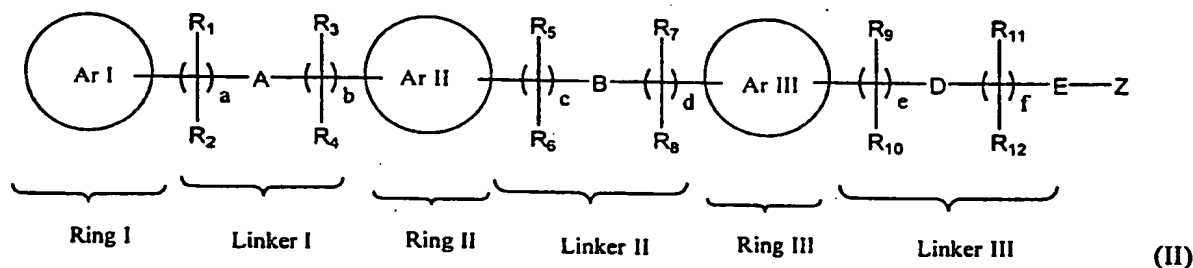 R₁ R₃ R₅ R₇ R₉ R₁₁
Ar I ( )a A ( )b Ar II ( )c B ( )d Ar III ( )e D ( )f E Z
R₂ R₄ R₆ R₈ R₁₀ R₁₂
Ring I Linker I Ring II Linker II Ring III Linker III (II)